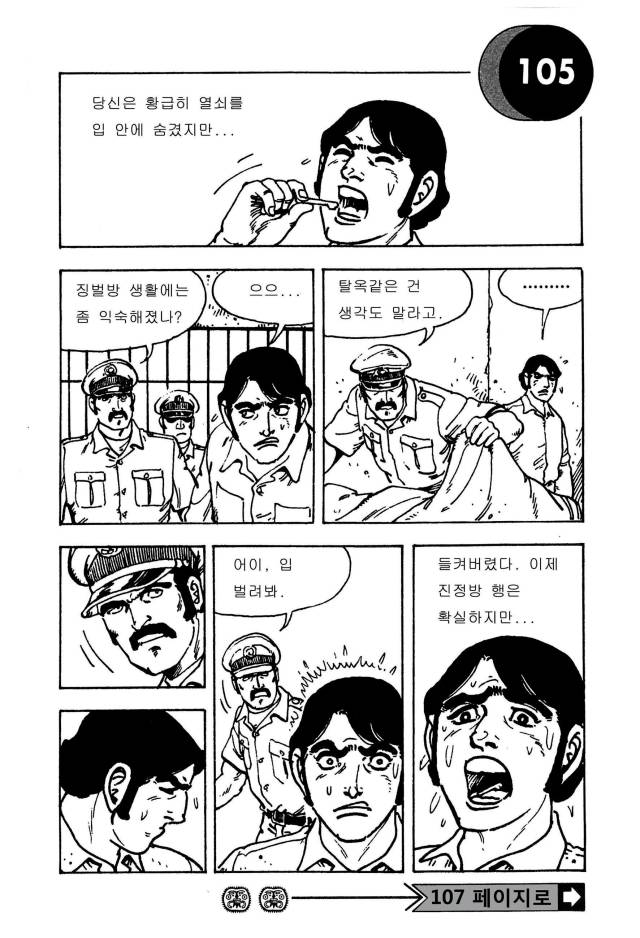 105
당신은 황급히 열쇠를
입 안에 숨겼지만...
징벌방 생활에는
좀 익숙해졌나?
으으...
탈옥같은 건
생각도 말라고.
.........
어이, 입
벌려봐.
들켜버렸다. 이제
진정방 행은
확실하지만...
107 페이지로